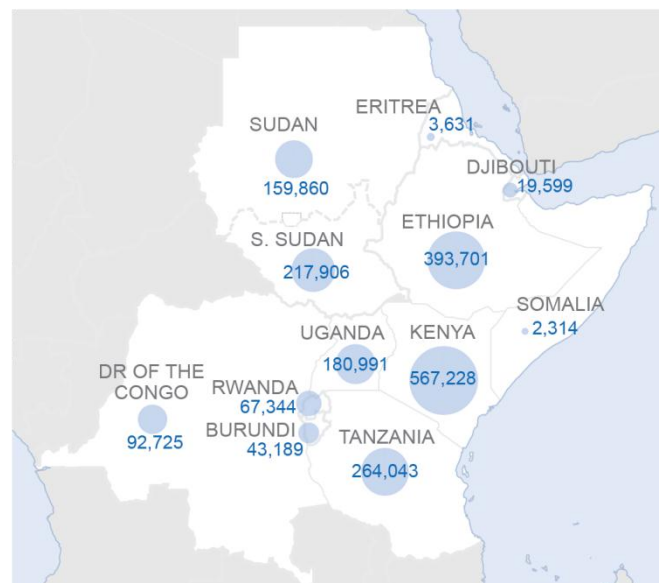 ERITREA
3,631
SUDAN
159,860
DJIBOUTI
19,599
ETHIOPIA
393,701
S. SUDAN
217,906
SOMALIA
2,314
UGANDA
180,991
KENYA
567,228
DR OF THE
CONGO
92,725
RWANDA
67,344
BURUNDI
43,189
TANZANIA
264,043